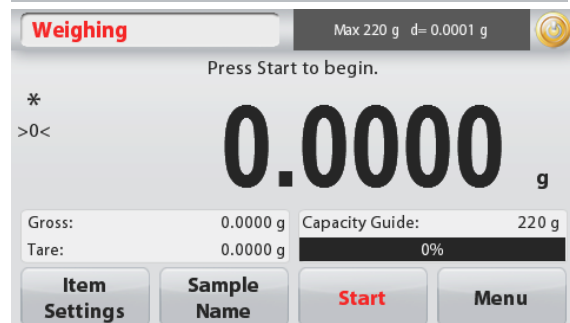 Weighing
Max 220 g d= 0.0001 g
Press Start to begin.
*
>0<
0.0000 g
Gross: 0.0000 g
Capacity Guide: 220 g
Tare: 0.0000 g
0%
Item Settings
Sample Name
Start
Menu